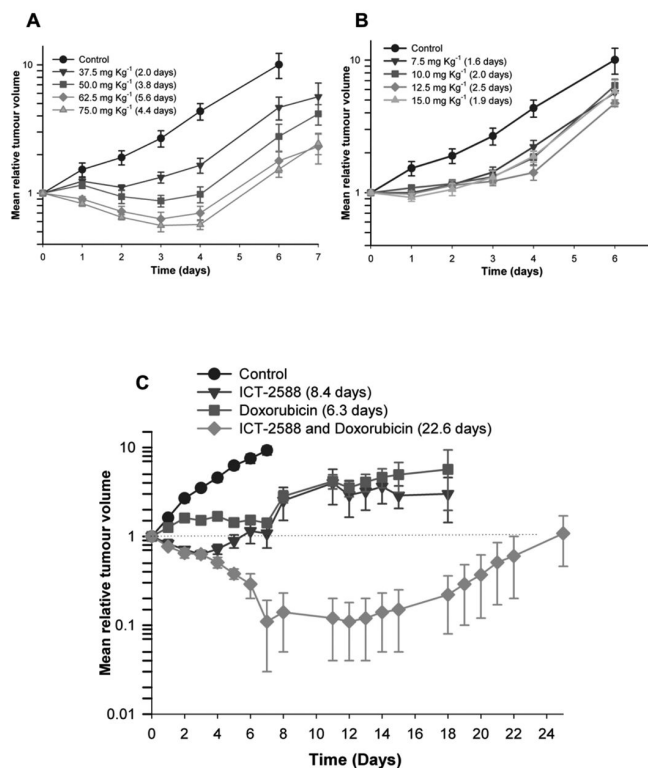 A
Control
37.5 mg Kg⁻¹ (2.0 days)
50.0 mg Kg⁻¹ (3.8 days)
62.5 mg Kg⁻¹ (5.6 days)
75.0 mg Kg⁻¹ (4.4 days)
Mean relative tumour volume
10
1
0 1 2 3 4 5 6 7
Time (days)
B
Control
7.5 mg Kg⁻¹ (1.6 days)
10.0 mg Kg⁻¹ (2.0 days)
12.5 mg Kg⁻¹ (2.5 days)
15.0 mg Kg⁻¹ (1.9 days)
Mean relative tumour volume
10
1
0 1 2 3 4 5 6
Time (days)
C
Control
ICT-2588 (8.4 days)
Doxorubicin (6.3 days)
ICT-2588 and Doxorubicin (22.6 days)
Mean relative tumour volume
10
1
0.1
0.01
0 2 4 6 8 10 12 14 16 18 20 22 24
Time (Days)